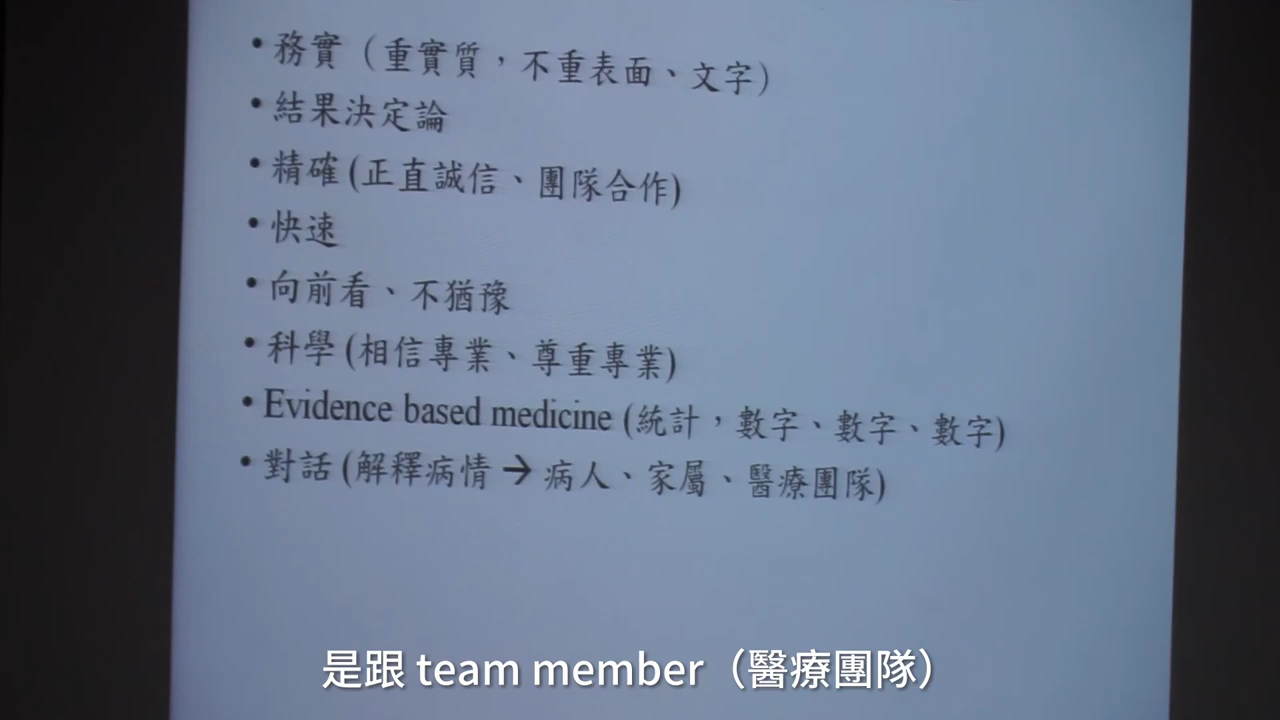 • 務實（重實質，不重表面、文字）
• 結果決定論
• 精確 (正直誠信、團隊合作)
• 快速
• 向前看、不猶豫
• 科學 (相信專業、尊重專業)
• Evidence based medicine (統計，數字、數字、數字)
• 對話 (解釋病情 → 病人、家屬、醫療團隊)
是跟 team member（醫療團隊）